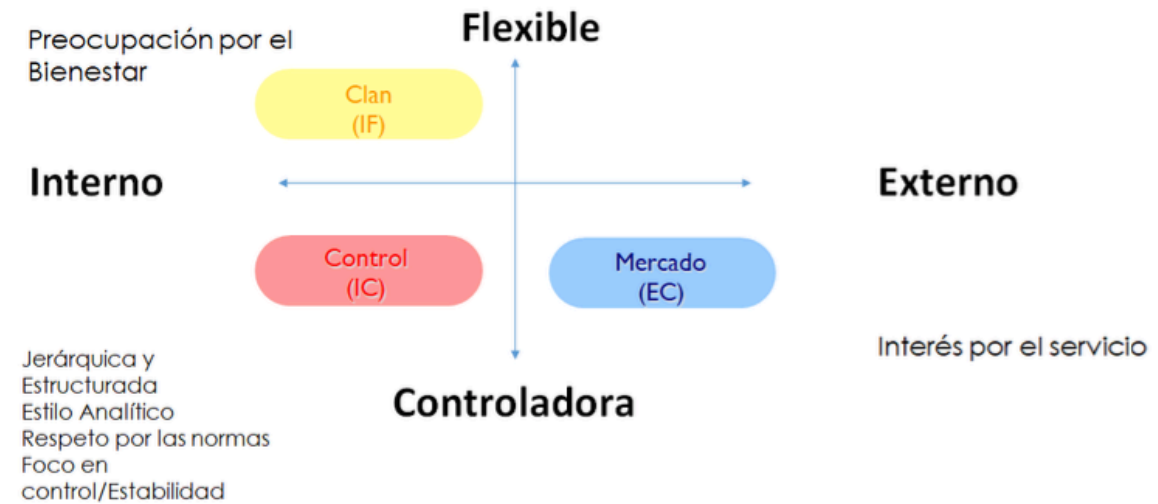 Flexible
Preocupación por el
Bienestar
Clan
(IF)
Interno
Externo
Control
(IC)
Mercado
(EC)
Interés por el servicio
Jerárquica y
Estructurada
Estilo Analítico
Respeto por las normas
Foco en
control/Estabilidad
Controladora